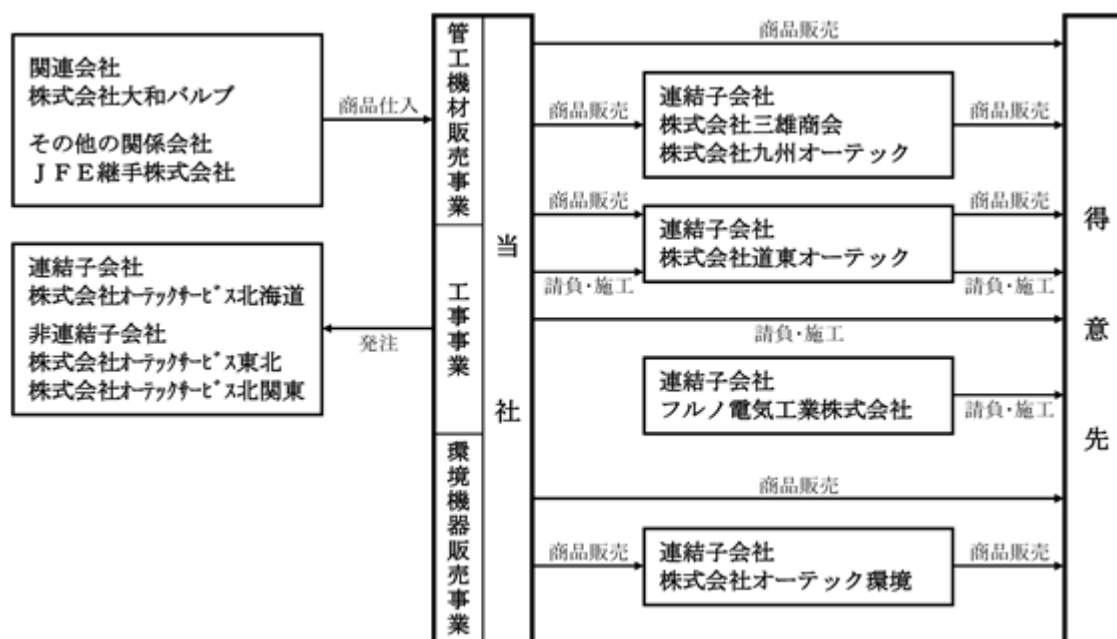 関連会社
株式会社大和バルブ
その他の関係会社
ＪＦＥ継手株式会社
商品仕入
連結子会社
株式会社ｵｰﾃｯｸｻｰﾋﾞｽ北海道
非連結子会社
株式会社ｵｰﾃｯｸｻｰﾋﾞｽ東北
株式会社ｵｰﾃｯｸｻｰﾋﾞｽ北関東
発注
管工機材販売事業
工事事業
環境機器販売事業
当社
商品販売
商品販売
連結子会社
株式会社三雄商会
株式会社九州オーテック
商品販売
商品販売
請負・施工
連結子会社
株式会社道東オーテック
商品販売
請負・施工
請負・施工
連結子会社
フルノ電気工業株式会社
請負・施工
商品販売
商品販売
連結子会社
株式会社オーテック環境
商品販売
得意先